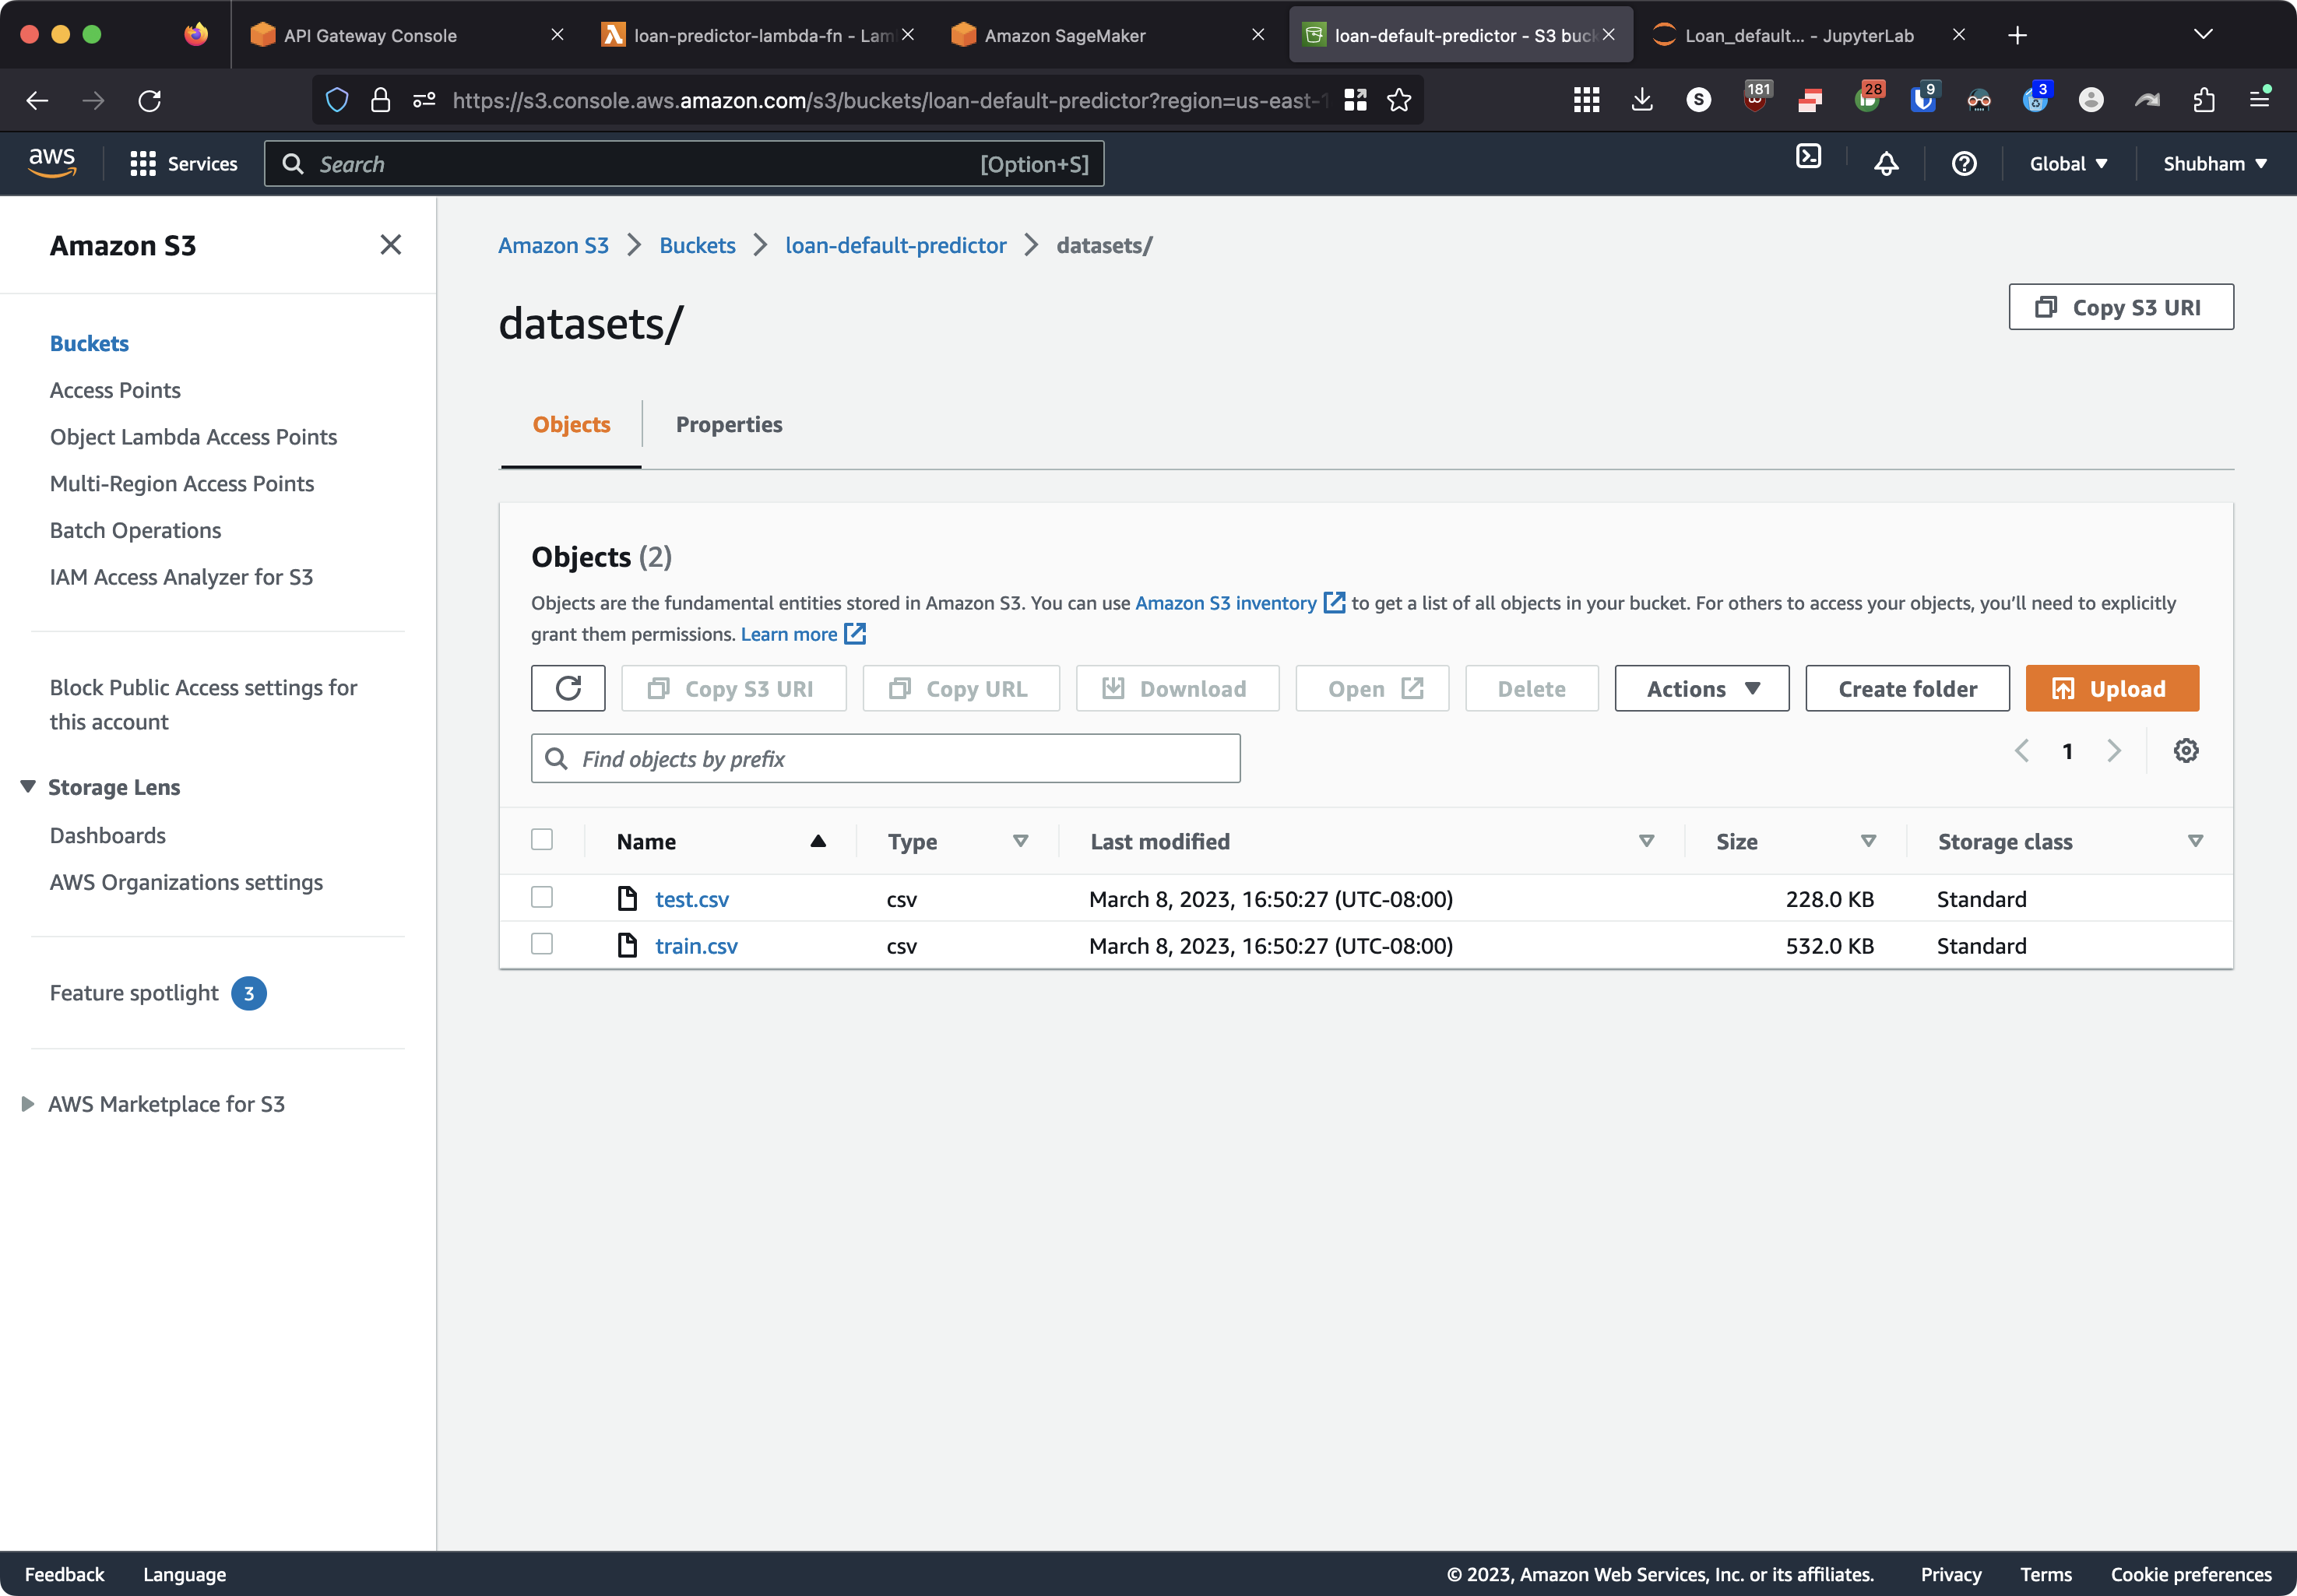 API Gateway Console
loan-predictor-lambda-fn - Lam
Amazon SageMaker
loan-default-predictor - S3 buc
Loan_default... - JupyterLab
https://s3.console.aws.amazon.com/s3/buckets/loan-default-predictor?region=us-east-1
S
181
28
9
3
aws
Services
Search
[Option+S]
Global
Shubham
Amazon S3
Buckets
Access Points
Object Lambda Access Points
Multi-Region Access Points
Batch Operations
IAM Access Analyzer for S3
Block Public Access settings for
this account
Storage Lens
Dashboards
AWS Organizations settings
Feature spotlight 3
AWS Marketplace for S3
Amazon S3 > Buckets > loan-default-predictor > datasets/
datasets/
Copy S3 URI
Objects
Properties
Objects (2)
Objects are the fundamental entities stored in Amazon S3. You can use Amazon S3 inventory to get a list of all objects in your bucket. For others to access your objects, you’ll need to explicitly
grant them permissions. Learn more
Copy S3 URI
Copy URL
Download
Open
Delete
Actions
Create folder
Upload
Find objects by prefix
1
Name Type Last modified Size Storage class
test.csv csv March 8, 2023, 16:50:27 (UTC-08:00) 228.0 KB Standard
train.csv csv March 8, 2023, 16:50:27 (UTC-08:00) 532.0 KB Standard
Feedback
Language
© 2023, Amazon Web Services, Inc. or its affiliates.
Privacy
Terms
Cookie preferences